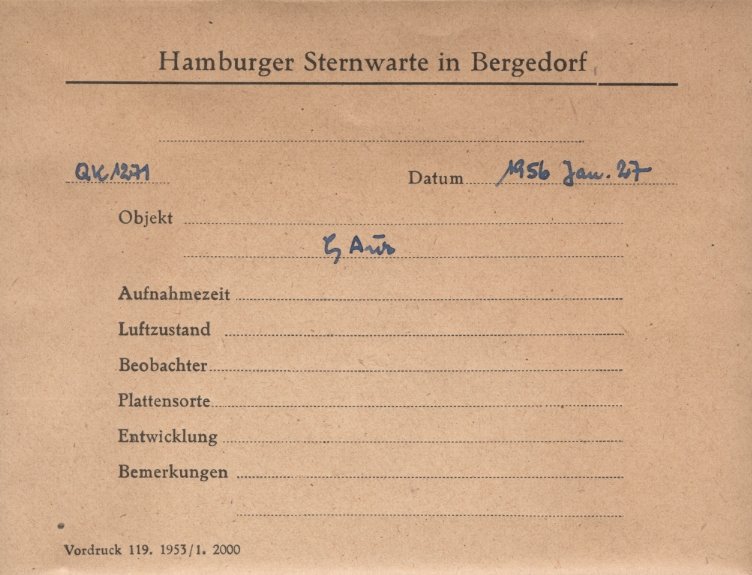 Hamburger Sternwarte in Bergedorf
QK 1271
Datum 1956 Jan. 27
Objekt
ζ Aur
Aufnahmezeit
Luftzustand
Beobachter
Plattensorte
Entwicklung
Bemerkungen
Vordruck 119. 1953/1. 2000